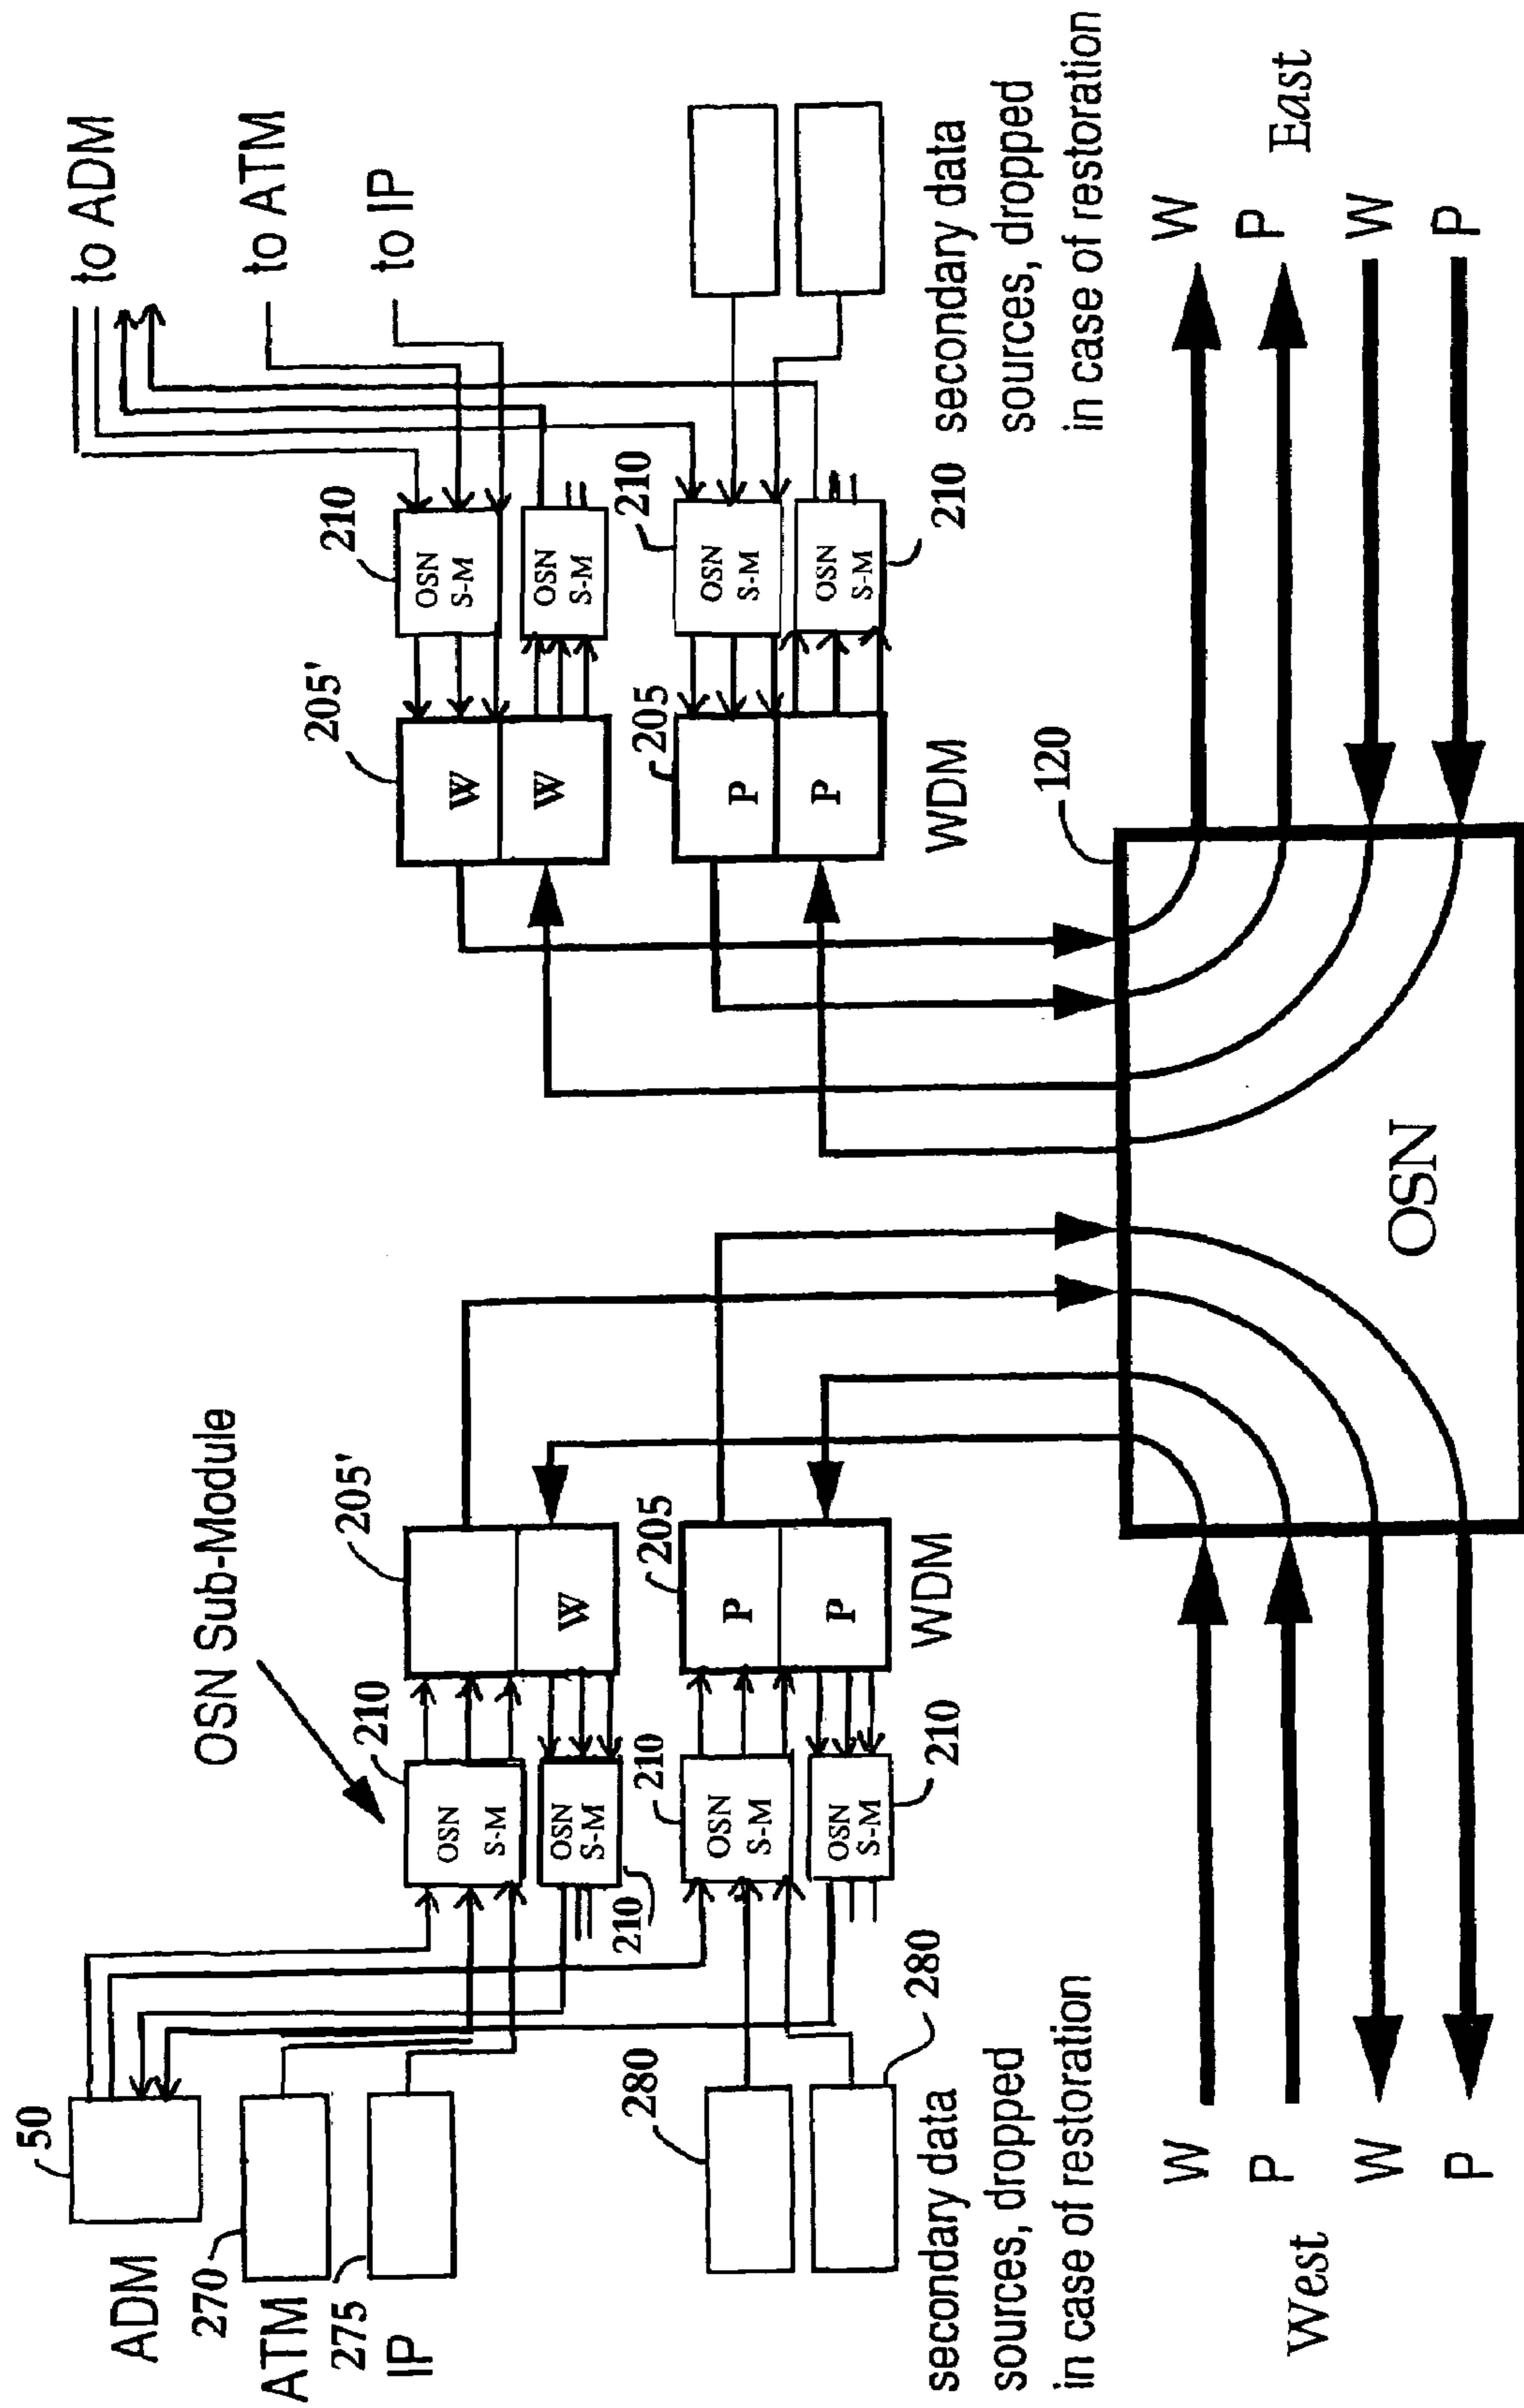 50
ADM
270
ATM
275
IP
280
280
secondary data
sources, dropped
in case of restoration
OSN Sub-Module
210
OSN
S-M
OSN
S-M
210
210
OSN
S-M
OSN
S-M
210
205'
W
205
P
P
WDM
to ADM
to ATM
to IP
205'
W
W
205
P
P
WDM
210
OSN
S-M
OSN
S-M
210
OSN
S-M
OSN
S-M
210
secondary data
sources, dropped
in case of restoration
120
OSN
W
P
W
P
West
W
P
W
P
East